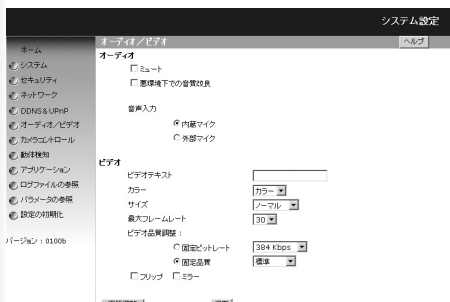 システム設定
ホーム
システム
セキュリティ
ネットワーク
DDNS & UPnP
オーディオ/ビデオ
カメラコントロール
動体検知
アプリケーション
ログファイルの参照
パラメータの参照
設定の初期化
バージョン : 0100b
オーディオ/ビデオ
ヘルプ
オーディオ
ミュート
悪環境下での音質改良
音声入力
内蔵マイク
外部マイク
ビデオ
ビデオテキスト
カラー カラー
サイズ ノーマル
最大フレームレート 30
ビデオ品質調整 :
固定ビットレート 384 Kbps
固定品質 標準
フリップ ミラー